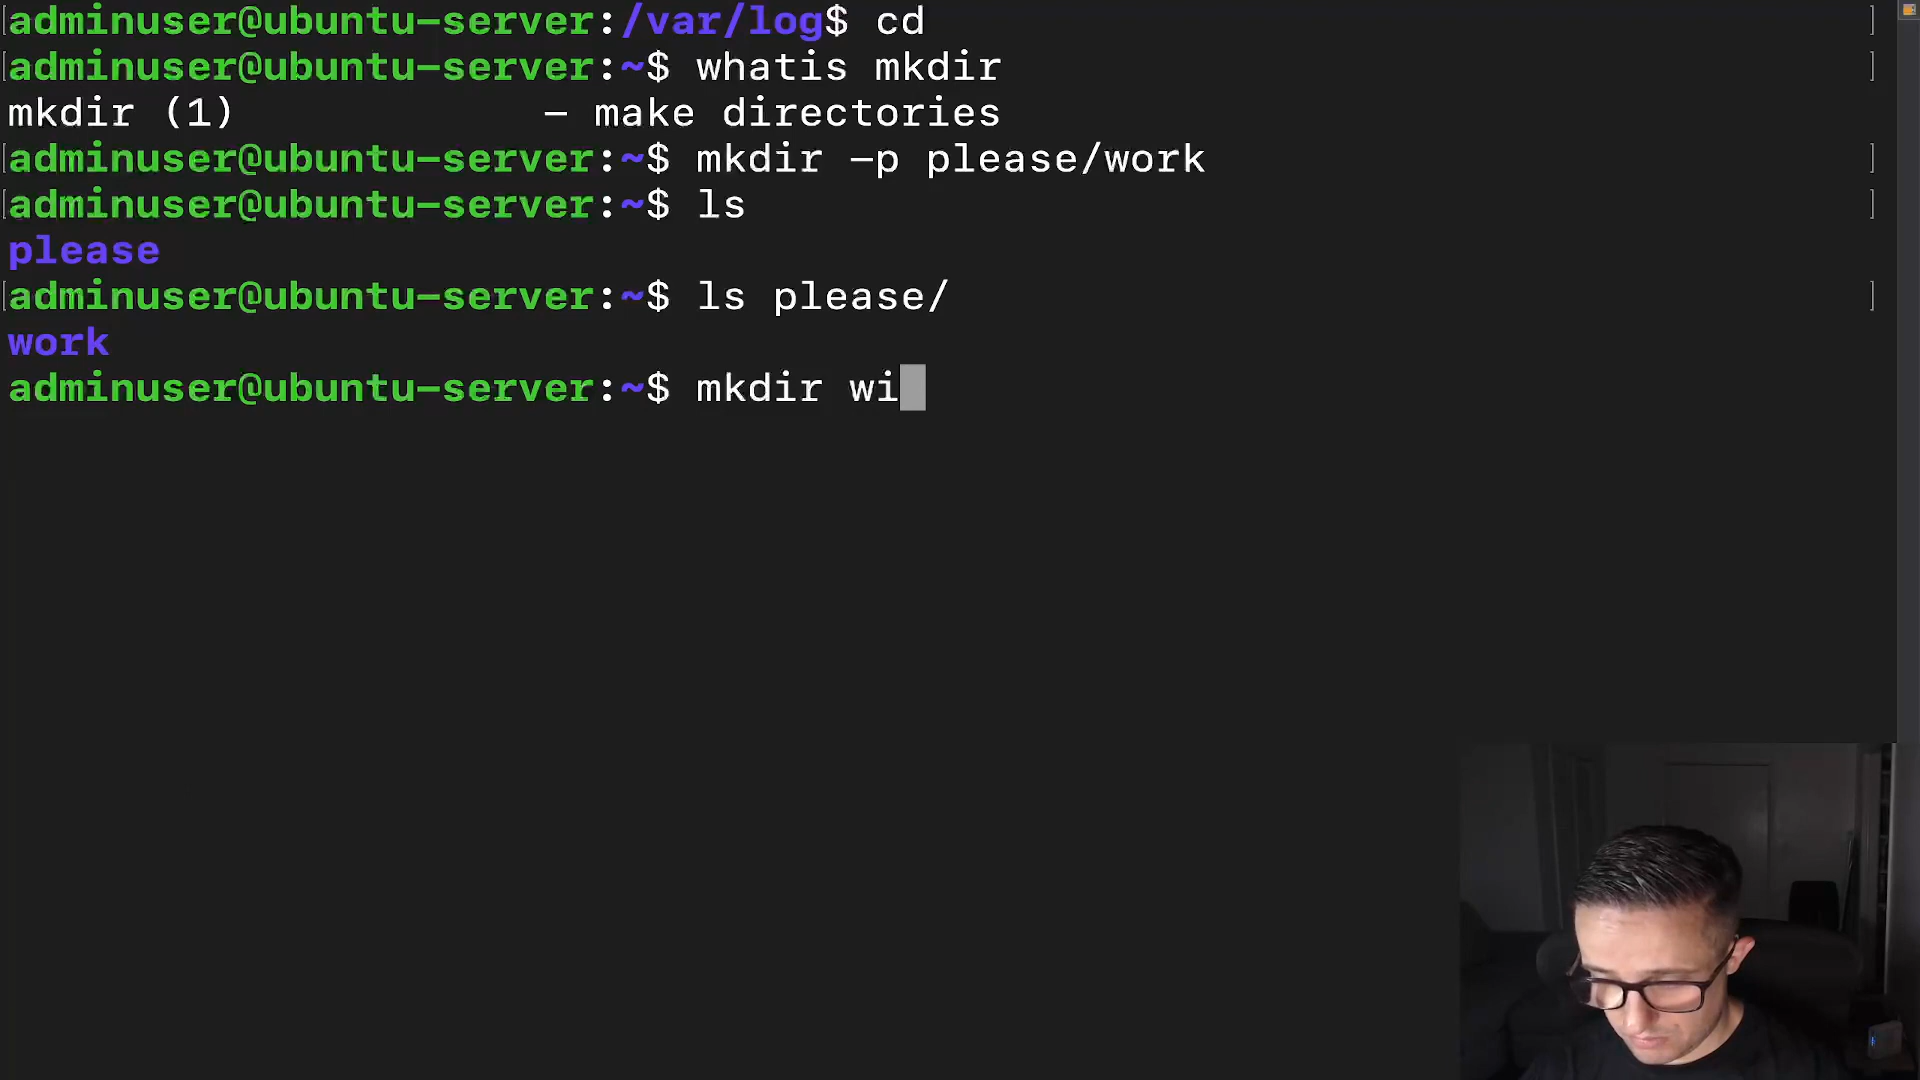 adminuser@ubuntu-server:/var/log$ cd
adminuser@ubuntu-server:~$ whatis mkdir
mkdir (1)            - make directories
adminuser@ubuntu-server:~$ mkdir -p please/work
adminuser@ubuntu-server:~$ ls
please
adminuser@ubuntu-server:~$ ls please/
work
adminuser@ubuntu-server:~$ mkdir wi